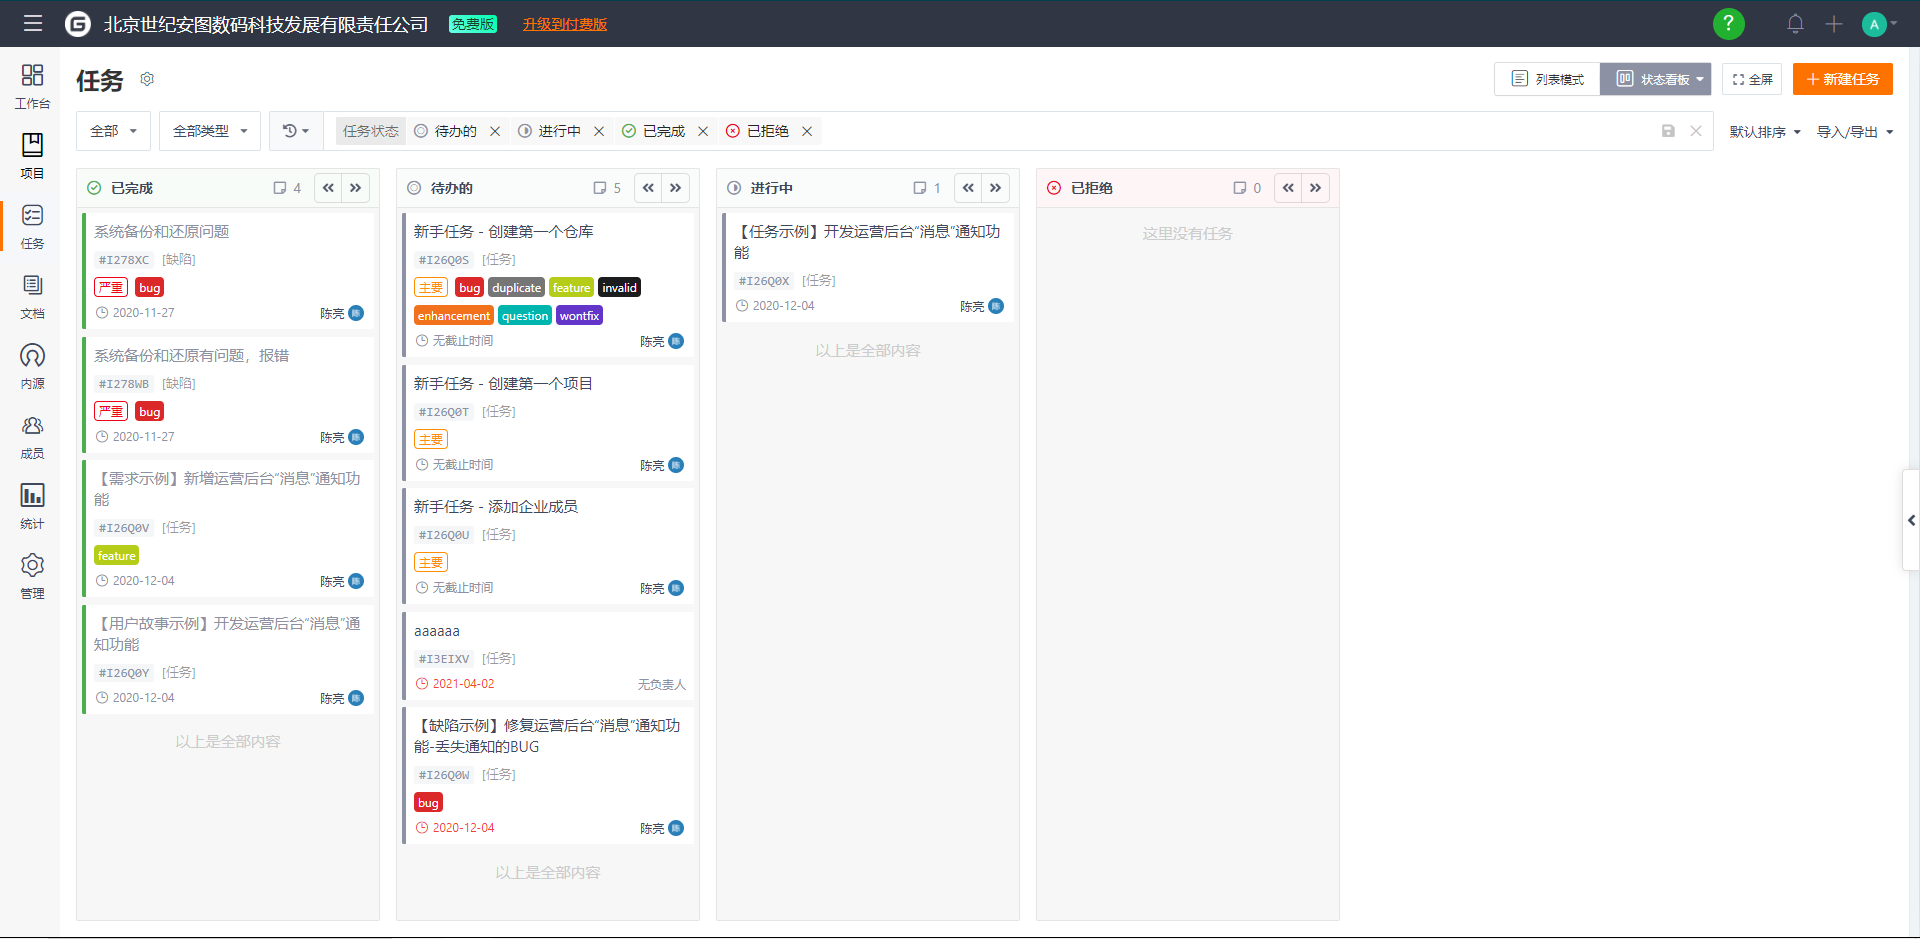 北京世纪安图数码科技发展有限责任公司 免费版 升级到付费版 ? A
工作台
项目
任务
文档
内源
成员
统计
管理
任务
列表模式 状态看板 全屏 新建任务
全部 全部类型 任务状态 待办的 进行中 已完成 已拒绝 默认排序 导入/导出
已完成 4
系统备份和还原问题
#I278XC [缺陷]
严重 bug
2020-11-27 陈亮 陈
系统备份和还原有问题，报错
#I278WB [缺陷]
严重 bug
2020-11-27 陈亮 陈
【需求示例】新增运营后台“消息”通知功
能
#I26Q0V [任务]
feature
2020-12-04 陈亮 陈
【用户故事示例】开发运营后台“消息”通
知功能
#I26Q0Y [任务]
2020-12-04 陈亮 陈
以上是全部内容
待办的 5
新手任务 - 创建第一个仓库
#I26Q0S [任务]
主要 bug duplicate feature invalid
enhancement question wontfix
无截止时间 陈亮 陈
新手任务 - 创建第一个项目
#I26Q0T [任务]
主要
无截止时间 陈亮 陈
新手任务 - 添加企业成员
#I26Q0U [任务]
主要
无截止时间 陈亮 陈
aaaaaa
#I3EIXV [任务]
2021-04-02 无负责人
【缺陷示例】修复运营后台“消息”通知功
能-丢失通知的BUG
#I26Q0W [任务]
bug
2020-12-04 陈亮 陈
以上是全部内容
进行中 1
【任务示例】开发运营后台“消息”通知功
能
#I26Q0X [任务]
2020-12-04 陈亮 陈
以上是全部内容
已拒绝 0
这里没有任务